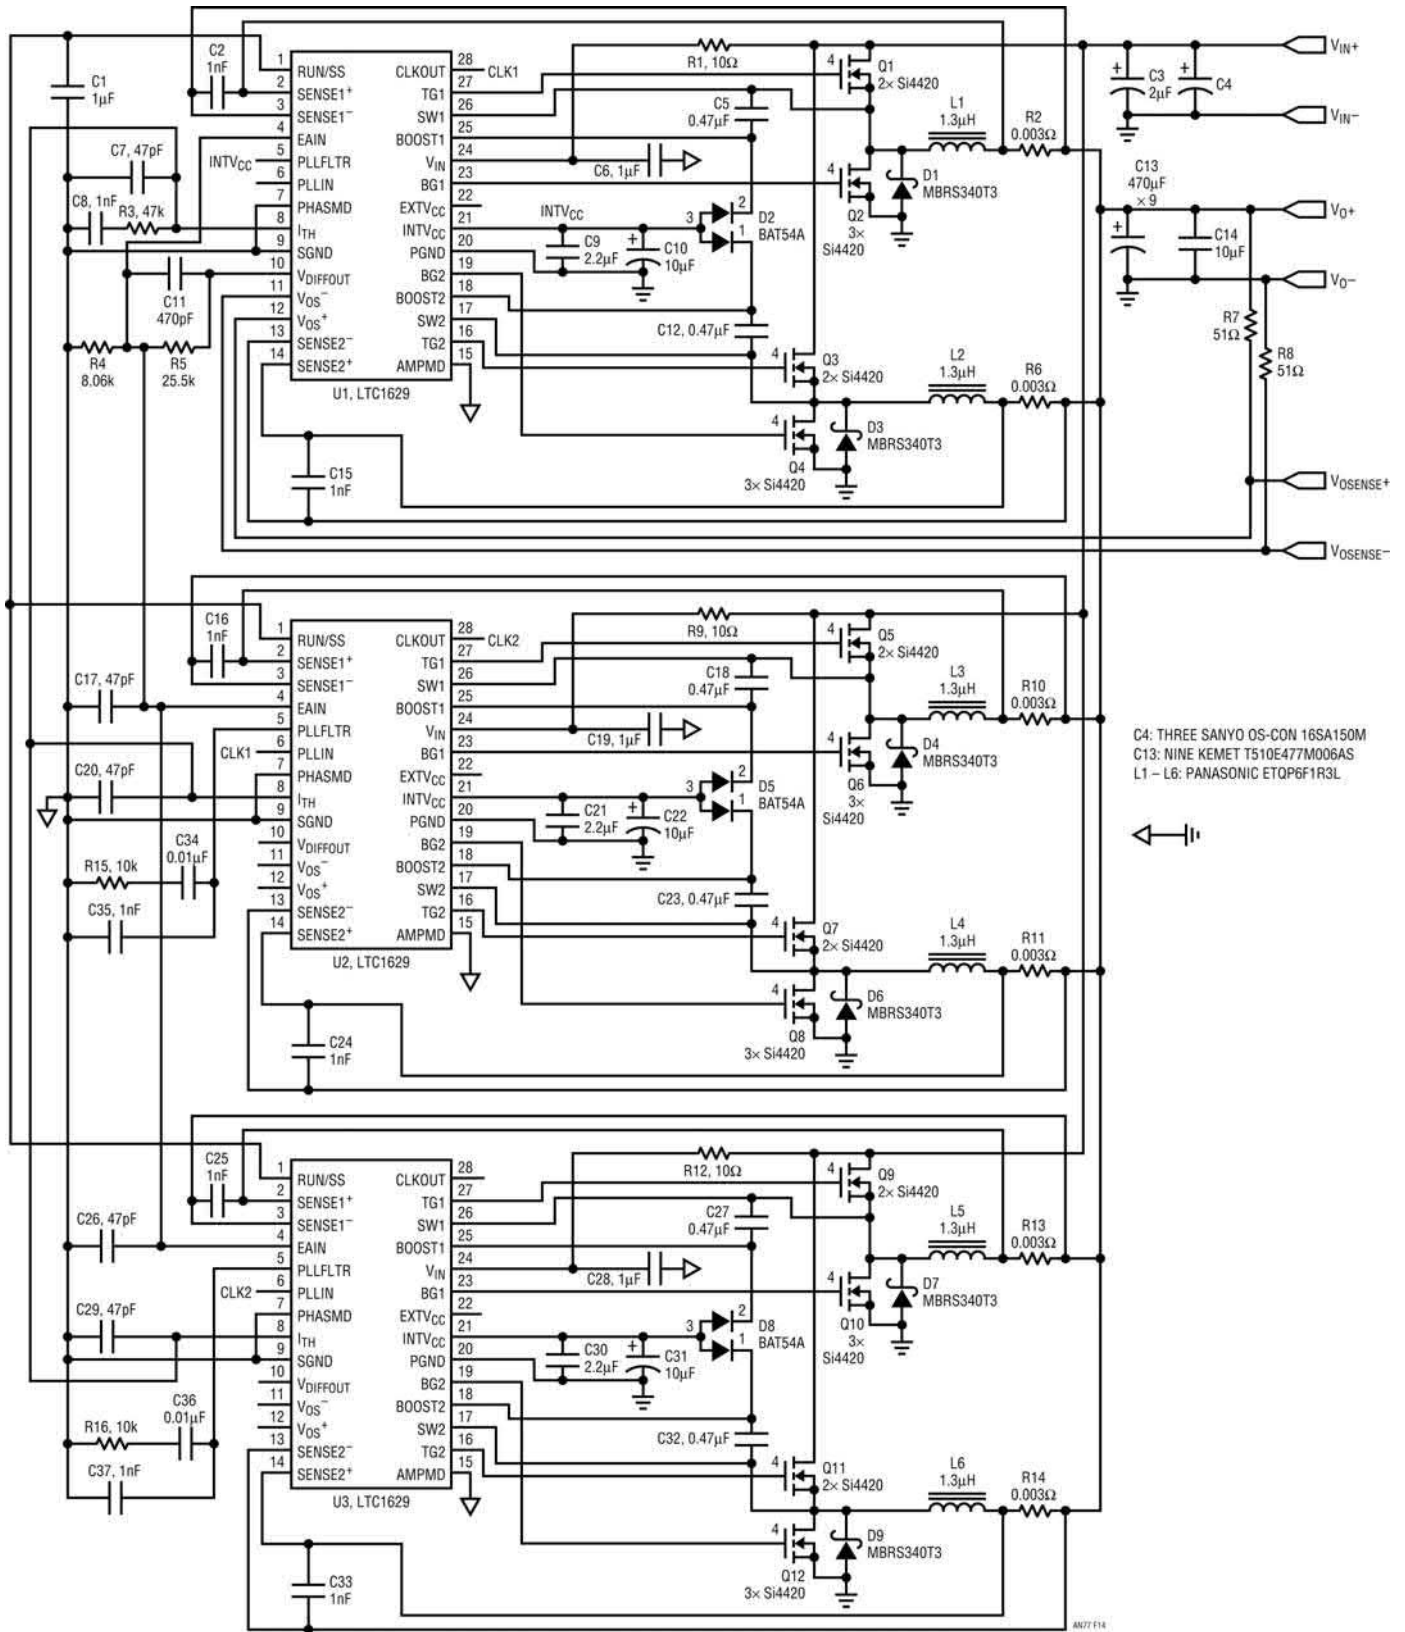 C1
1µF
C2
1nF
1 RUN/SS
2 SENSE1+
3 SENSE1−
4 EAIN
INTVCC 5 PLLFLTR
6 PLLIN
7 PHASMD
8 ITH
9 SGND
10 VDIFFOUT
11 VOS−
12 VOS+
13 SENSE2−
14 SENSE2+
CLKOUT 28 CLK1
TG1 27
SW1 26
BOOST1 25
VIN 24
BG1 23
EXTVCC 22
INTVCC 21
PGND 20
BG2 19
BOOST2 18
SW2 17
TG2 16
AMPMD 15
U1, LTC1629
C7, 47pF
C8, 1nF
R3, 47k
C11
470pF
R4
8.06k
R5
25.5k
C15
1nF
R1, 10Ω
C5
0.47µF
C6, 1µF
INTVCC
C9
2.2µF
+
C10
10µF
3
2
1
D2
BAT54A
C12, 0.47µF
4
Q1
2× Si4420
4
Q2
3×
Si4420
D1
MBRS340T3
L1
1.3µH
R2
0.003Ω
4
Q3
2× Si4420
4
Q4
3× Si4420
D3
MBRS340T3
L2
1.3µH
R6
0.003Ω
+
C3
2µF
+
C4
VIN+
VIN−
C13
470µF
× 9
+
C14
10µF
VO+
VO−
R7
51Ω
R8
51Ω
VOSENSE+
VOSENSE−
C16
1nF
1 RUN/SS
2 SENSE1+
3 SENSE1−
4 EAIN
5 PLLFLTR
CLK1 6 PLLIN
7 PHASMD
8 ITH
9 SGND
10 VDIFFOUT
11 VOS−
12 VOS+
13 SENSE2−
14 SENSE2+
CLKOUT 28 CLK2
TG1 27
SW1 26
BOOST1 25
VIN 24
BG1 23
EXTVCC 22
INTVCC 21
PGND 20
BG2 19
BOOST2 18
SW2 17
TG2 16
AMPMD 15
U2, LTC1629
C17, 47pF
C20, 47pF
C34
0.01µF
R15, 10k
C35, 1nF
C24
1nF
R9, 10Ω
C18
0.47µF
C19, 1µF
C21
2.2µF
+
C22
10µF
3
2
1
D5
BAT54A
C23, 0.47µF
4
Q5
2× Si4420
4
Q6
3×
Si4420
D4
MBRS340T3
L3
1.3µH
R10
0.003Ω
4
Q7
2× Si4420
4
Q8
3× Si4420
D6
MBRS340T3
L4
1.3µH
R11
0.003Ω
C4: THREE SANYO OS-CON 16SA150M
C13: NINE KEMET T510E477M006AS
L1 – L6: PANASONIC ETQP6F1R3L
C25
1nF
1 RUN/SS
2 SENSE1+
3 SENSE1−
4 EAIN
5 PLLFLTR
CLK2 6 PLLIN
7 PHASMD
8 ITH
9 SGND
10 VDIFFOUT
11 VOS−
12 VOS+
13 SENSE2−
14 SENSE2+
CLKOUT 28
TG1 27
SW1 26
BOOST1 25
VIN 24
BG1 23
EXTVCC 22
INTVCC 21
PGND 20
BG2 19
BOOST2 18
SW2 17
TG2 16
AMPMD 15
U3, LTC1629
C26, 47pF
C29, 47pF
C36
0.01µF
R16, 10k
C37, 1nF
C33
1nF
R12, 10Ω
C27
0.47µF
C28, 1µF
C30
2.2µF
+
C31
10µF
3
2
1
D8
BAT54A
C32, 0.47µF
4
Q9
2× Si4420
4
Q10
3×
Si4420
D7
MBRS340T3
L5
1.3µH
R13
0.003Ω
4
Q11
2× Si4420
4
Q12
3× Si4420
D9
MBRS340T3
L6
1.3µH
R14
0.003Ω
AN77 F14